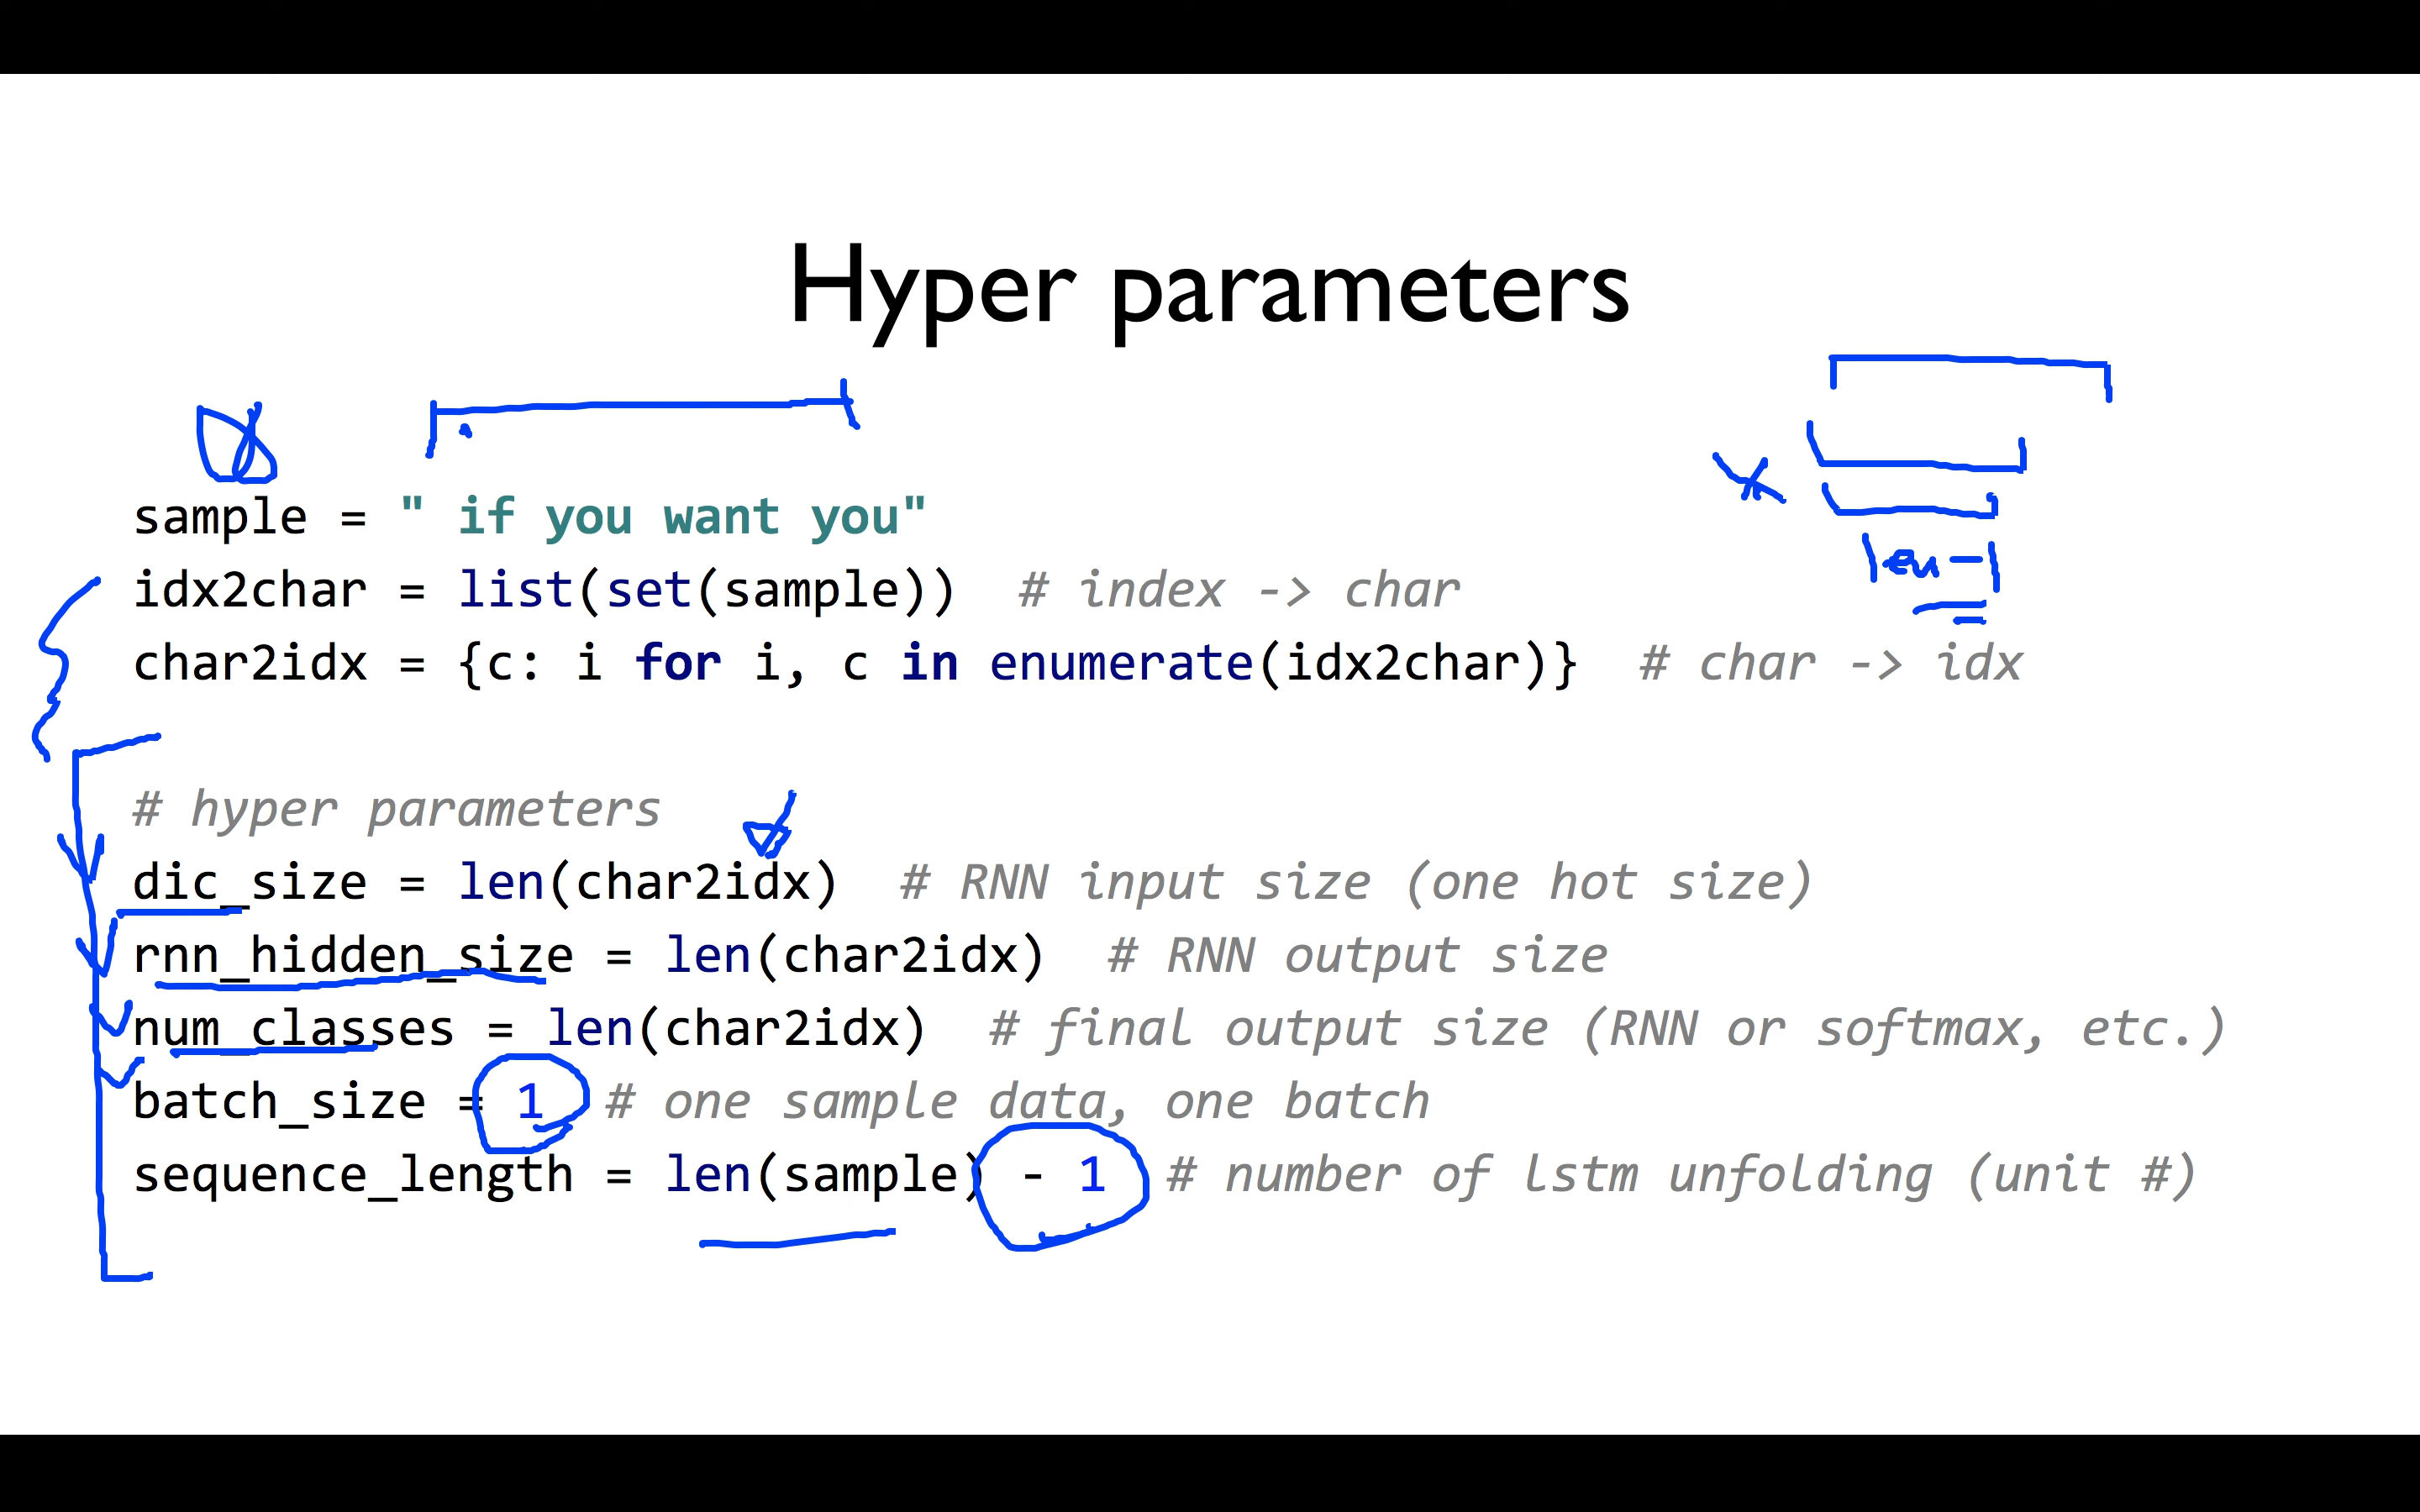 Hyper parameters
sample = " if you want you"
idx2char = list(set(sample))  # index -> char
char2idx = {c: i for i, c in enumerate(idx2char)}  # char -> idx
# hyper parameters
dic_size = len(char2idx)  # RNN input size (one hot size)
rnn_hidden_size = len(char2idx)  # RNN output size
num_classes = len(char2idx)  # final output size (RNN or softmax, etc.)
batch_size = 1  # one sample data, one batch
sequence_length = len(sample) - 1  # number of lstm unfolding (unit #)